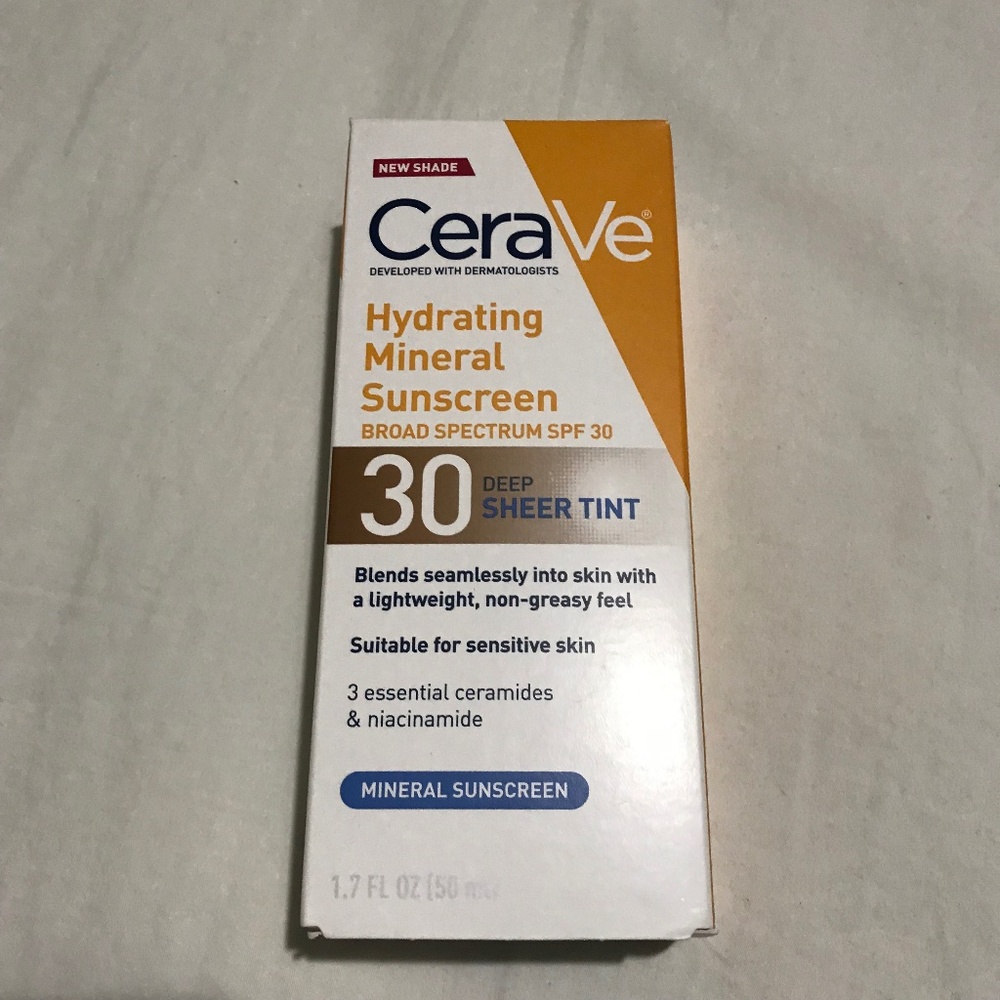 NEW SHADE
CeraVe®
DEVELOPED WITH DERMATOLOGISTS
Hydrating
Mineral
Sunscreen
BROAD SPECTRUM SPF 30
30 DEEP
SHEER TINT
Blends seamlessly into skin with
a lightweight, non-greasy feel
Suitable for sensitive skin
3 essential ceramides
& niacinamide
MINERAL SUNSCREEN
1.7 FL OZ (50 mL)